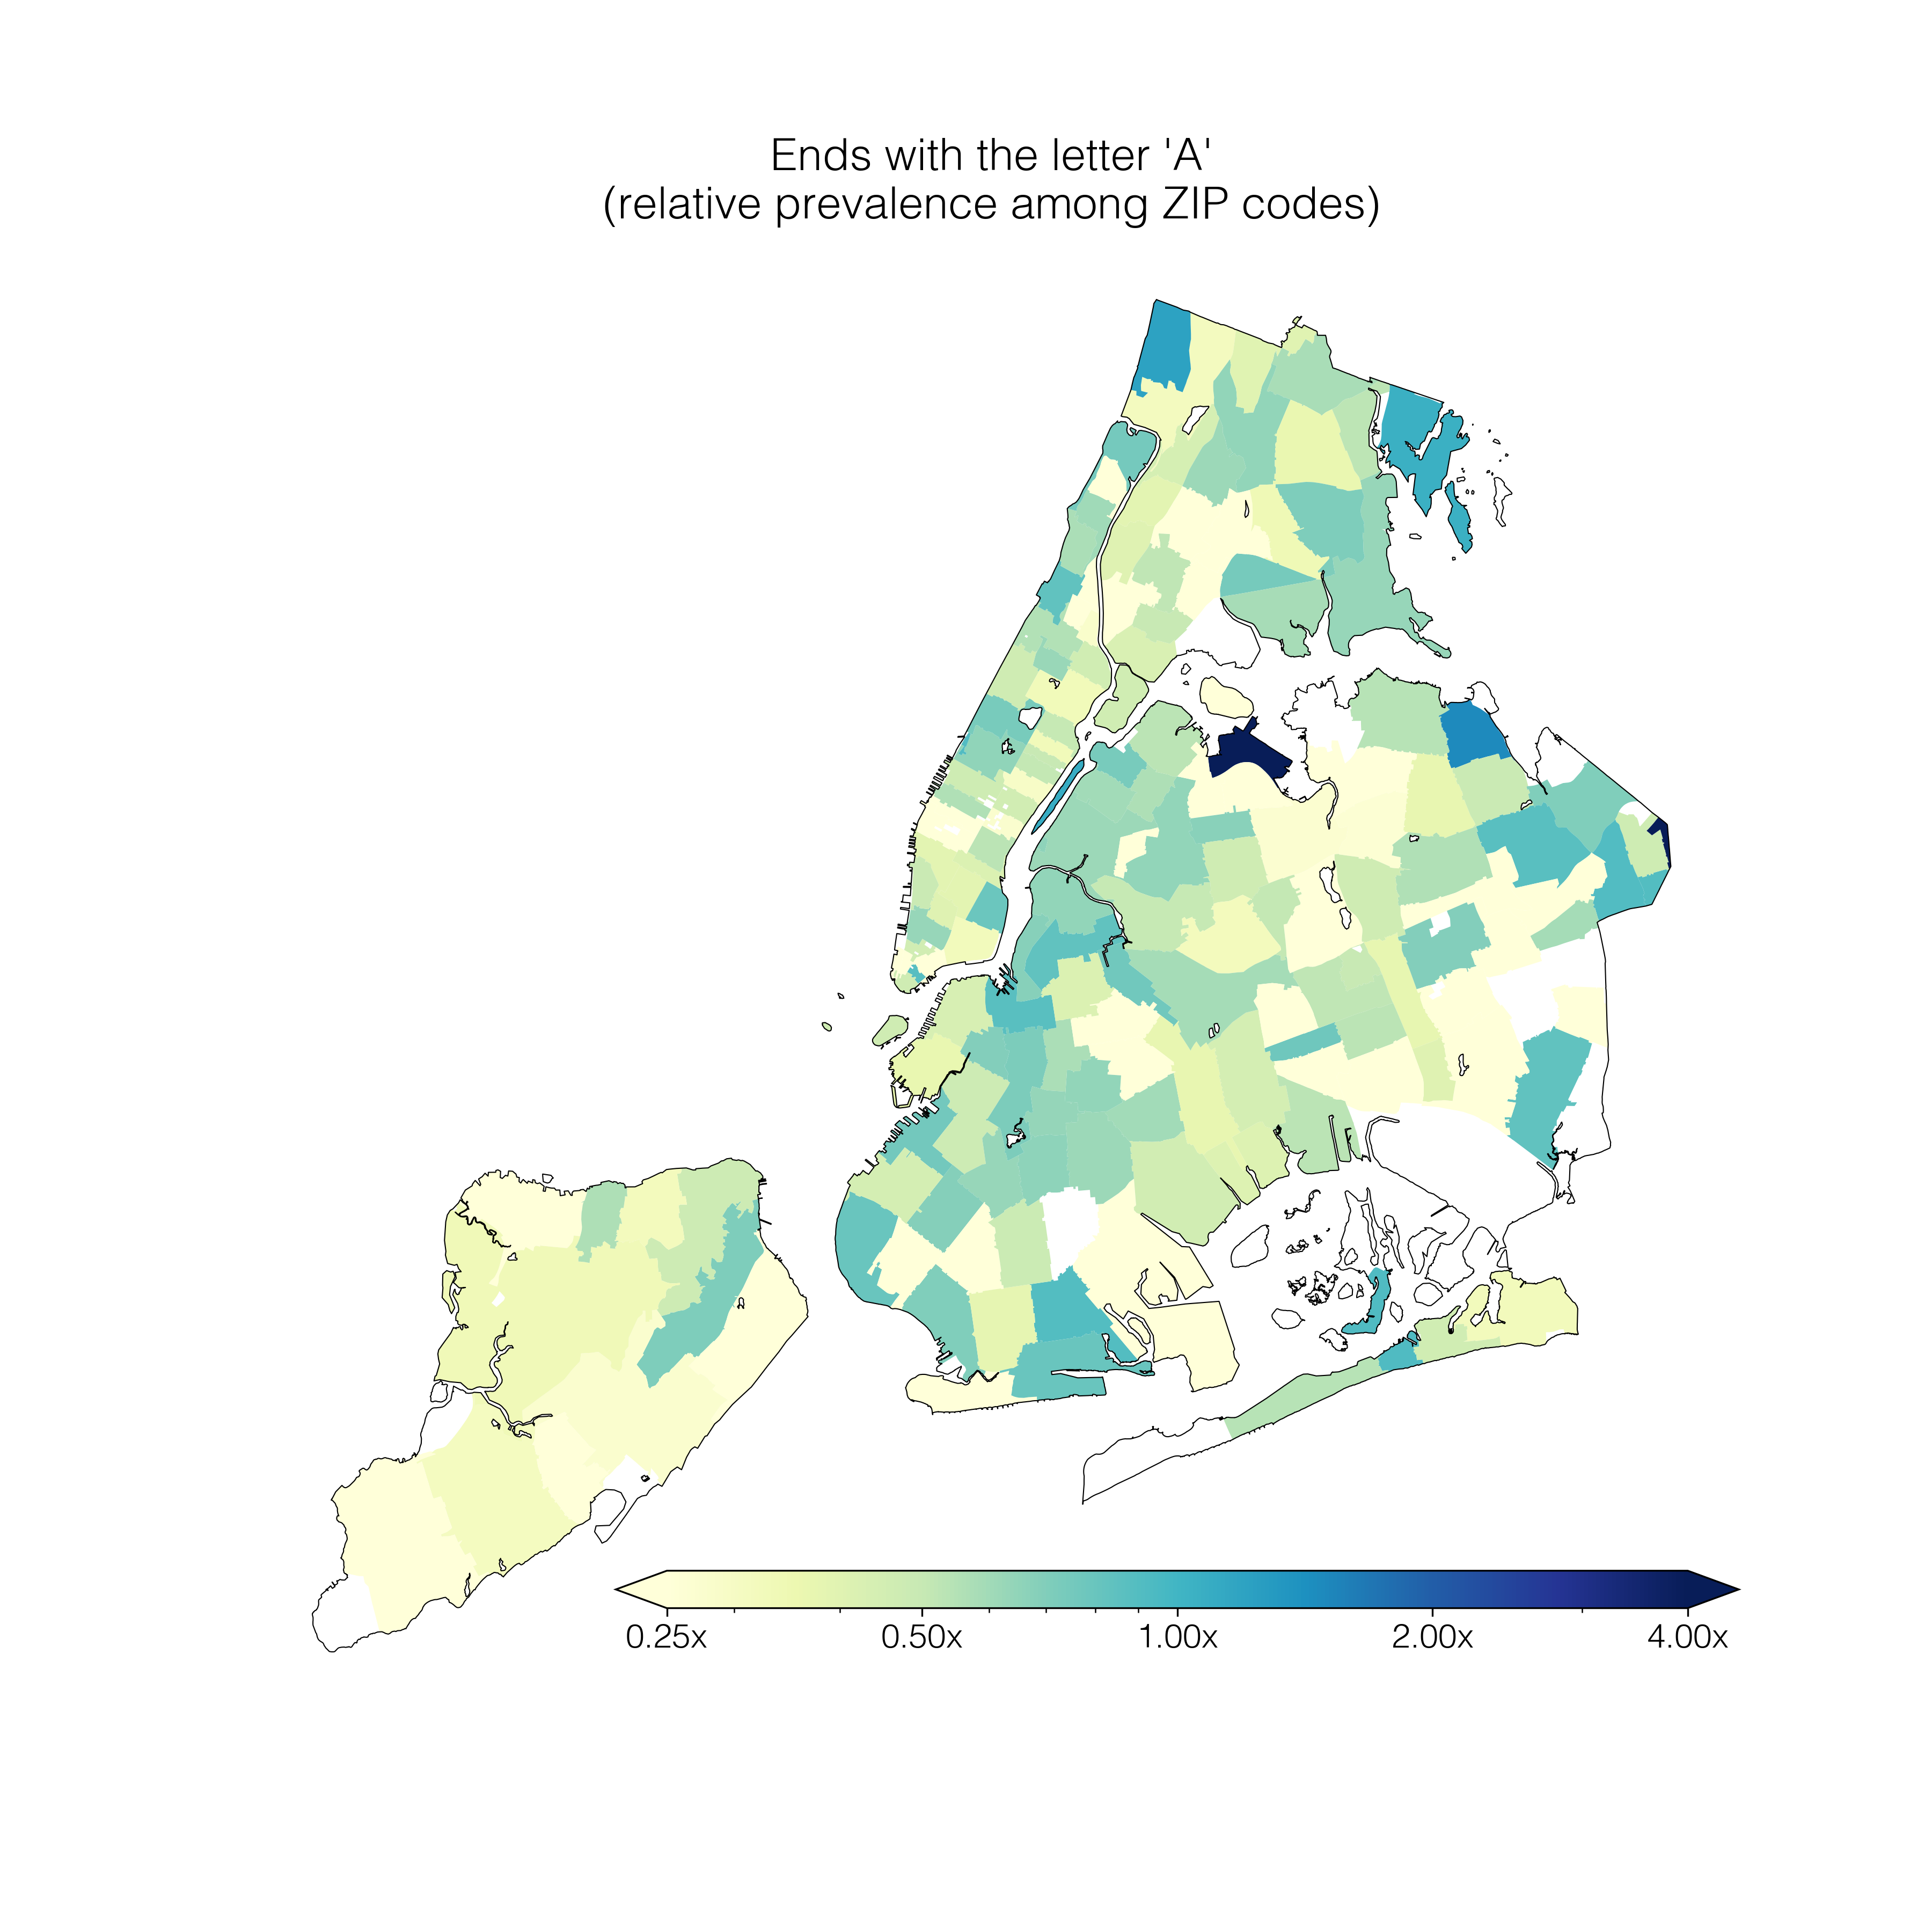 Ends with the letter 'A'
(relative prevalence among ZIP codes)
0.25x 0.50x 1.00x 2.00x 4.00x